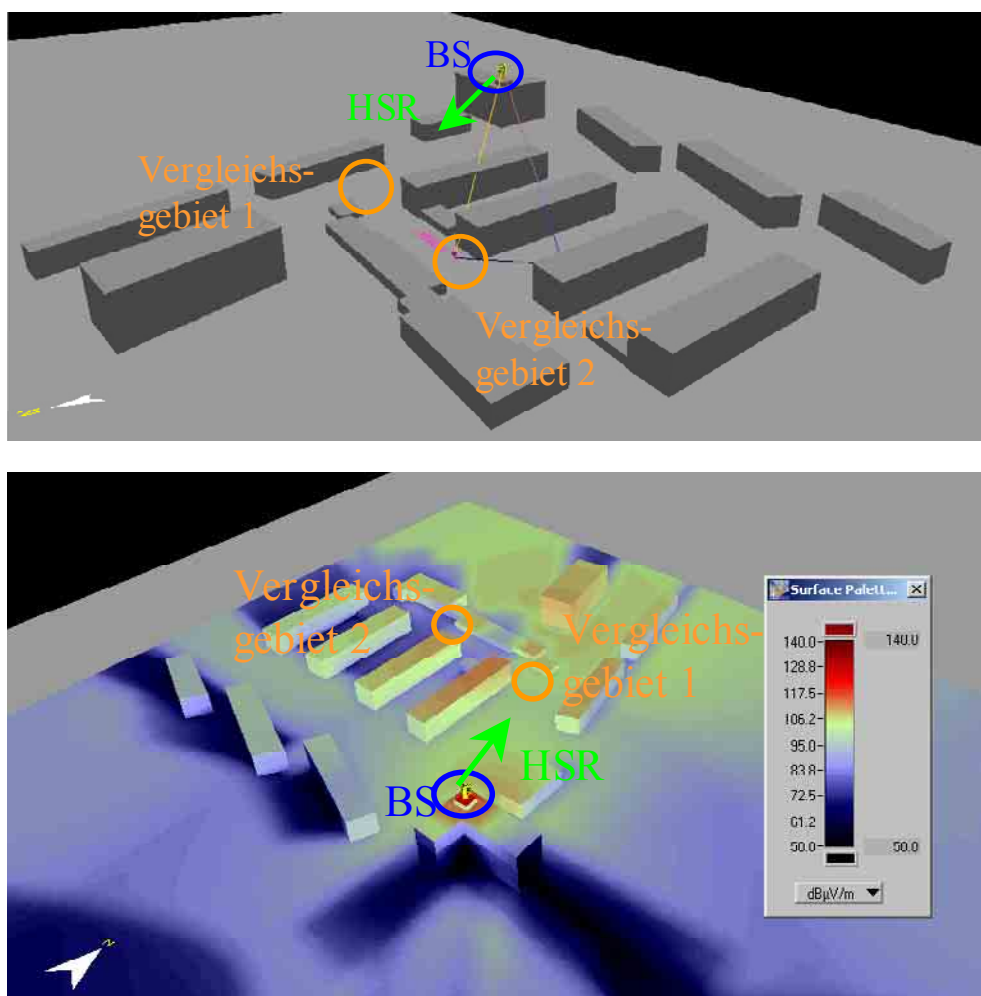 BS
HSR
Vergleichs-
gebiet 1
Vergleichs-
gebiet 2
Vergleichs-
gebiet 2
Vergleichs-
gebiet 1
HSR
BS
N
Surface Palett...
140.0
128.8
117.5
106.2
95.0
83.8
72.5
61.2
50.0
140.0
50.0
dBµV/m